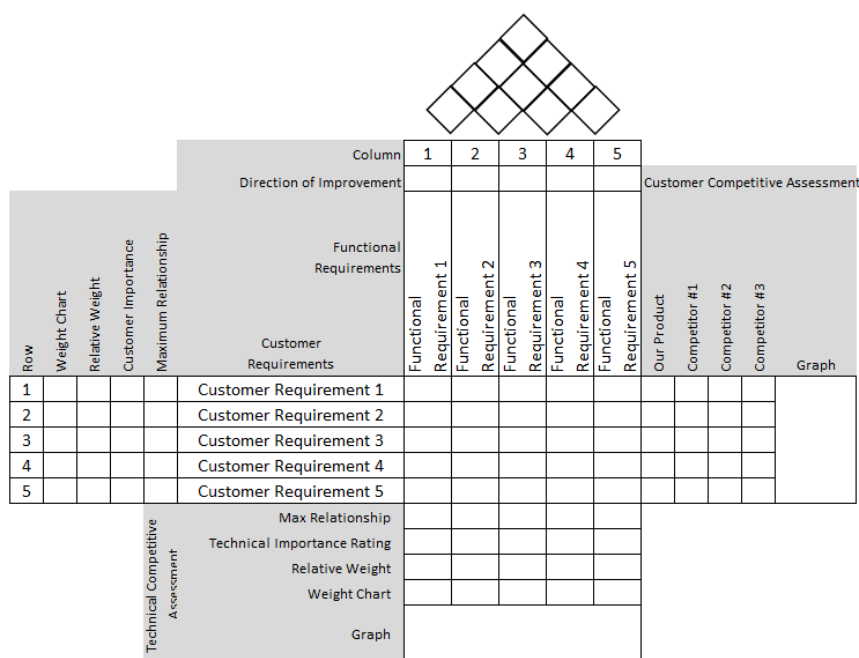 Column 1 2 3 4 5
Direction of Improvement
Customer Competitive Assessment
Row
Weight Chart
Relative Weight
Customer Importance
Maximum Relationship
Functional
Requirements
Customer
Requirements
Functional
Requirement 1
Functional
Requirement 2
Functional
Requirement 3
Functional
Requirement 4
Functional
Requirement 5
Our Product
Competitor #1
Competitor #2
Competitor #3
Graph
1 Customer Requirement 1
2 Customer Requirement 2
3 Customer Requirement 3
4 Customer Requirement 4
5 Customer Requirement 5
Technical Competitive
Assessment
Max Relationship
Technical Importance Rating
Relative Weight
Weight Chart
Graph